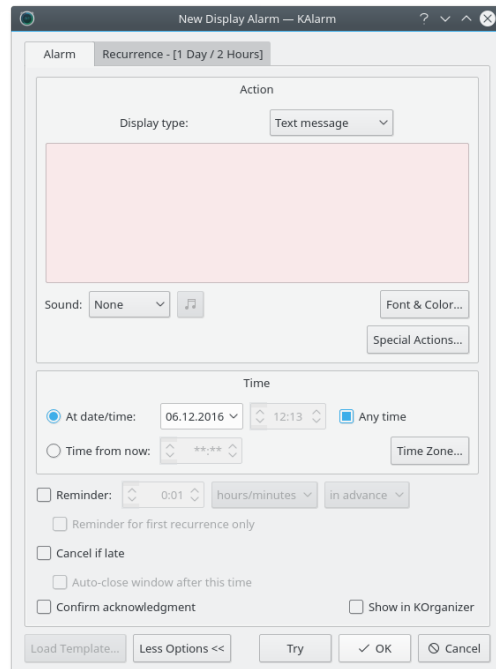 New Display Alarm — KAlarm
Alarm
Recurrence - [1 Day / 2 Hours]
Action
Display type: Text message
Sound: None
Font & Color...
Special Actions...
Time
At date/time: 06.12.2016 12:13 Any time
Time from now: **:** Time Zone...
Reminder: 0:01 hours/minutes in advance
Reminder for first recurrence only
Cancel if late
Auto-close window after this time
Confirm acknowledgment Show in KOrganizer
Load Template... Less Options << Try OK Cancel